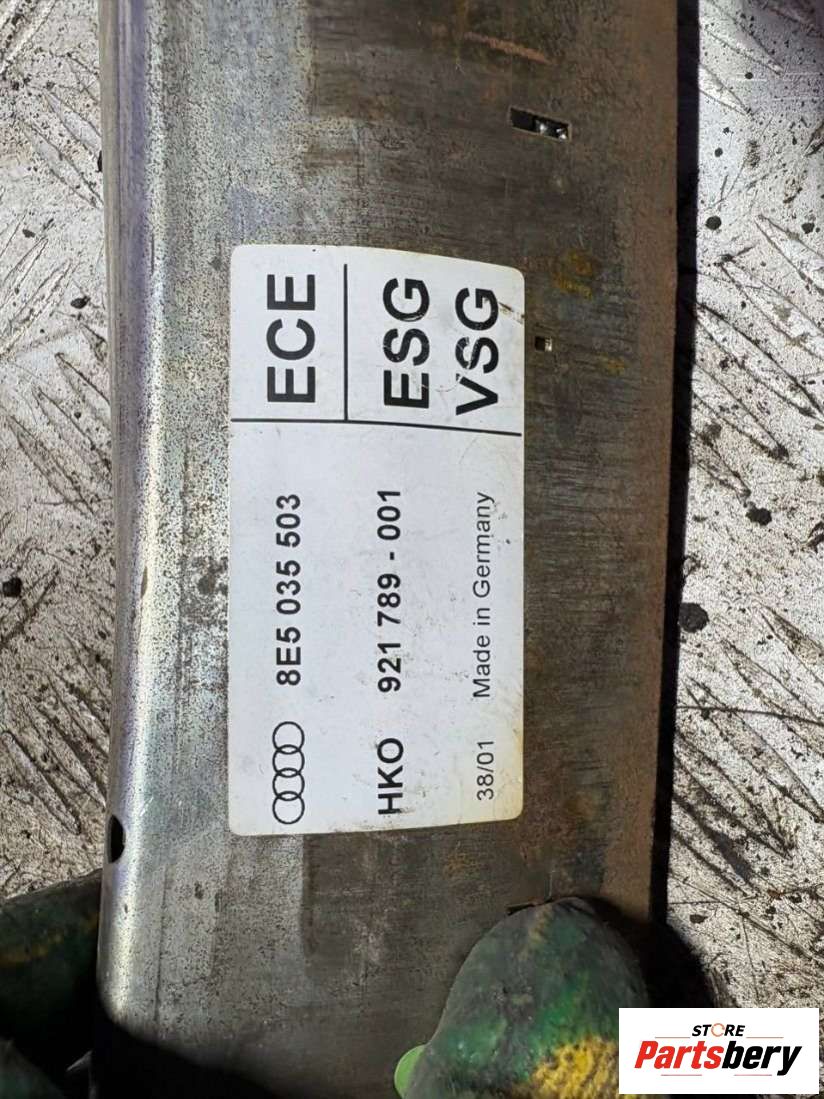 ECE
ESG
VSG
8E5 035 503
HKO 921 789 - 001
38/01 Made in Germany
STORE
Partsbery